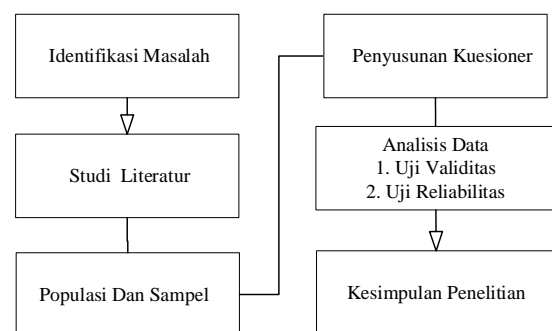 Identifikasi Masalah
Studi Literatur
Populasi Dan Sampel
Penyusunan Kuesioner
Analisis Data
1. Uji Validitas
2. Uji Reliabilitas
Kesimpulan Penelitian